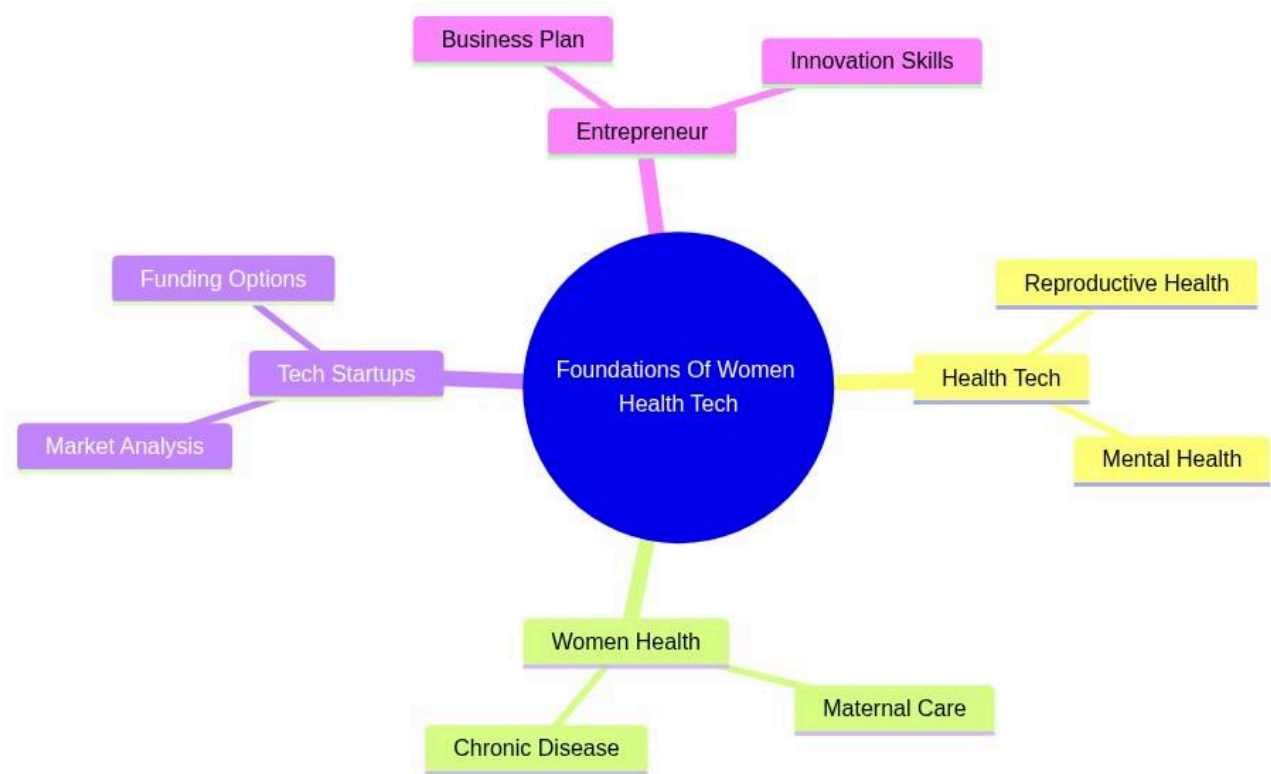 Business Plan
Innovation Skills
Entrepreneur
Funding Options
Reproductive Health
Tech Startups
Foundations Of Women
Health Tech
Health Tech
Market Analysis
Mental Health
Women Health
Maternal Care
Chronic Disease